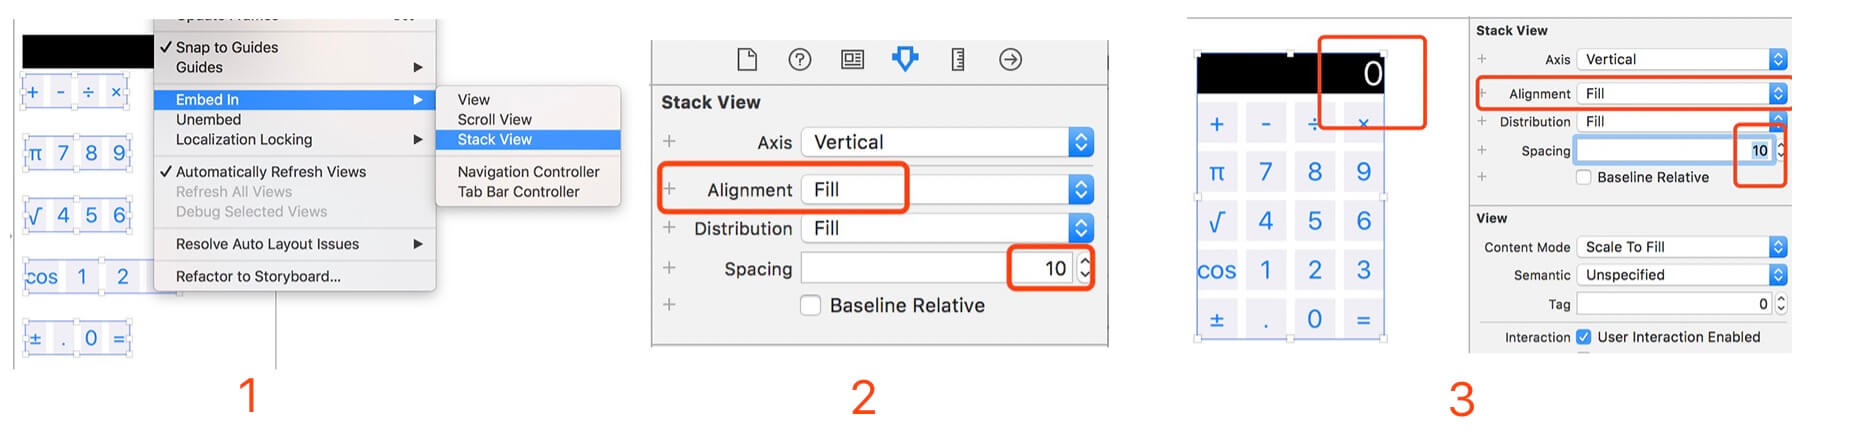 ✓ Snap to Guides
Guides
Embed In
Unembed
Localization Locking
✓ Automatically Refresh Views
Refresh All Views
Debug Selected Views
Resolve Auto Layout Issues
Refactor to Storyboard...
View
Scroll View
Stack View
Navigation Controller
Tab Bar Controller
+ - ÷ ×
π 7 8 9
√ 4 5 6
cos 1 2
± . 0 =
1
Stack View
+ Axis Vertical
+ Alignment Fill
+ Distribution Fill
+ Spacing 10
+ Baseline Relative
2
0
+ - ÷ ×
π 7 8 9
√ 4 5 6
cos 1 2 3
± . 0 =
Stack View
+ Axis Vertical
+ Alignment Fill
+ Distribution Fill
+ Spacing 10
+ Baseline Relative
View
Content Mode Scale To Fill
Semantic Unspecified
Tag 0
Interaction User Interaction Enabled
3